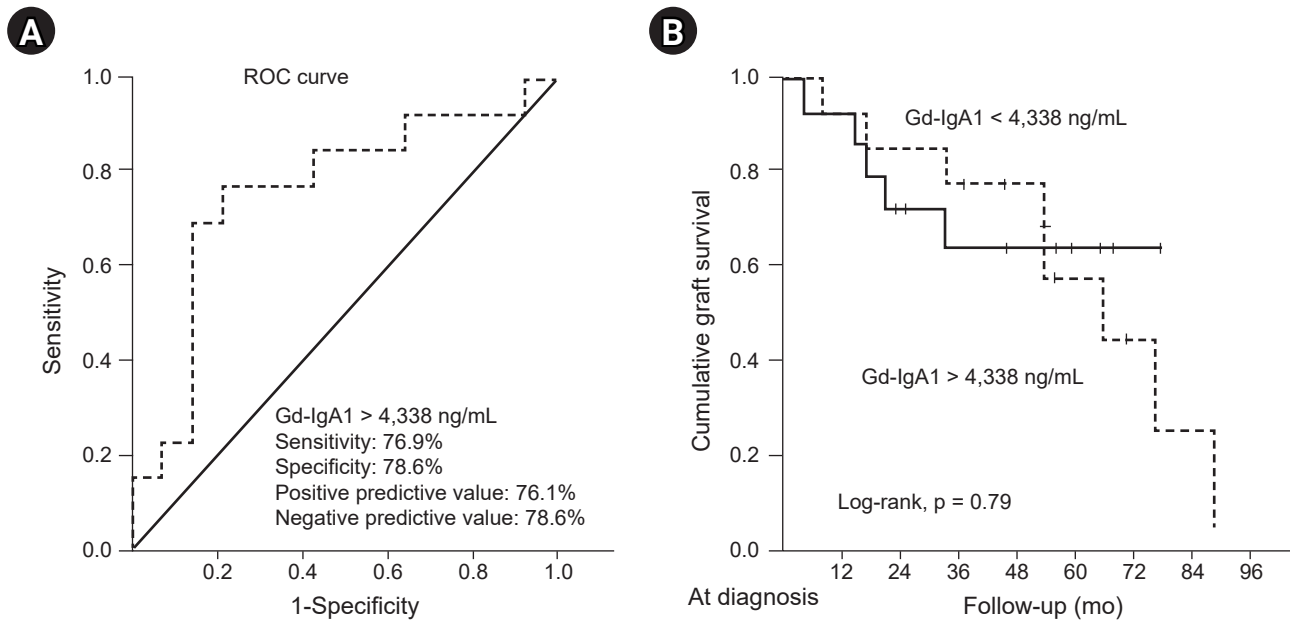 A
ROC curve
Sensitivity
1.0
0.8
0.6
0.4
0.2
0.0
Gd-IgA1 > 4,338 ng/mL
Sensitivity: 76.9%
Specificity: 78.6%
Positive predictive value: 76.1%
Negative predictive value: 78.6%
0.2 0.4 0.6 0.8 1.0
1-Specificity
B
Cumulative graft survival
1.0
0.8
0.6
0.4
0.2
0.0
Gd-IgA1 < 4,338 ng/mL
Gd-IgA1 > 4,338 ng/mL
Log-rank, p = 0.79
12 24 36 48 60 72 84 96
At diagnosis
Follow-up (mo)